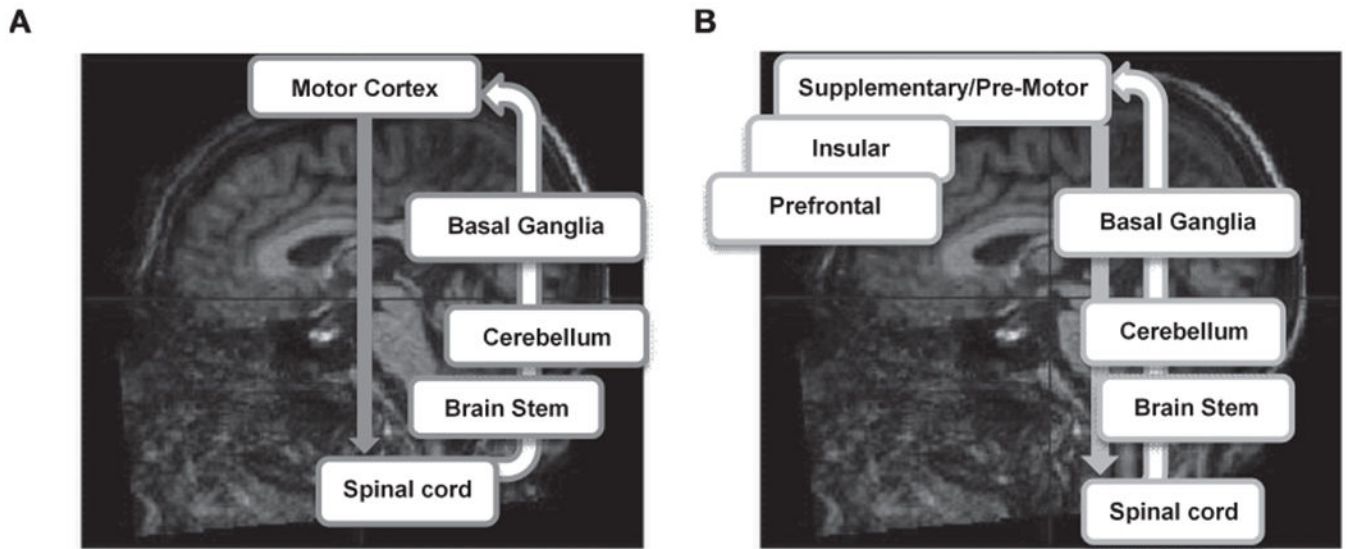 A
Motor Cortex
Basal Ganglia
Cerebellum
Brain Stem
Spinal cord
B
Supplementary/Pre-Motor
Insular
Prefrontal
Basal Ganglia
Cerebellum
Brain Stem
Spinal cord